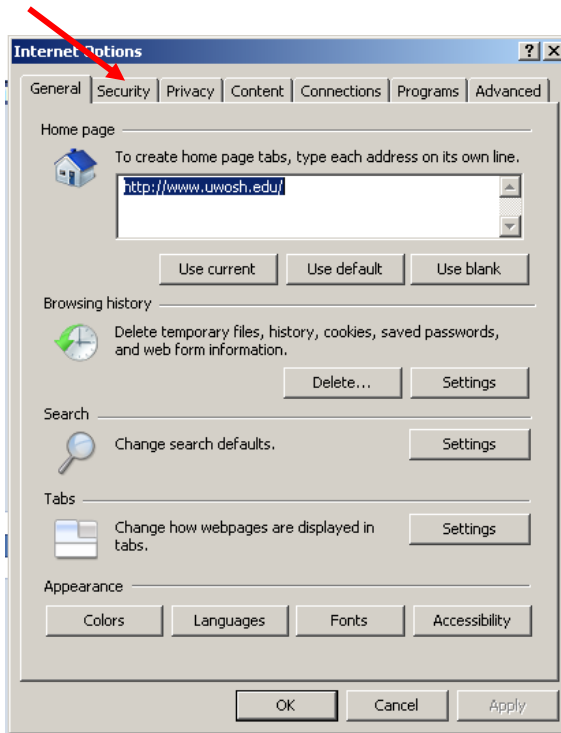 Internet Options
General Security Privacy Content Connections Programs Advanced
Home page
To create home page tabs, type each address on its own line.
http://www.uwosh.edu/
Use current Use default Use blank
Browsing history
Delete temporary files, history, cookies, saved passwords,
and web form information.
Delete... Settings
Search
Change search defaults. Settings
Tabs
Change how webpages are displayed in
tabs.
Settings
Appearance
Colors Languages Fonts Accessibility
OK Cancel Apply